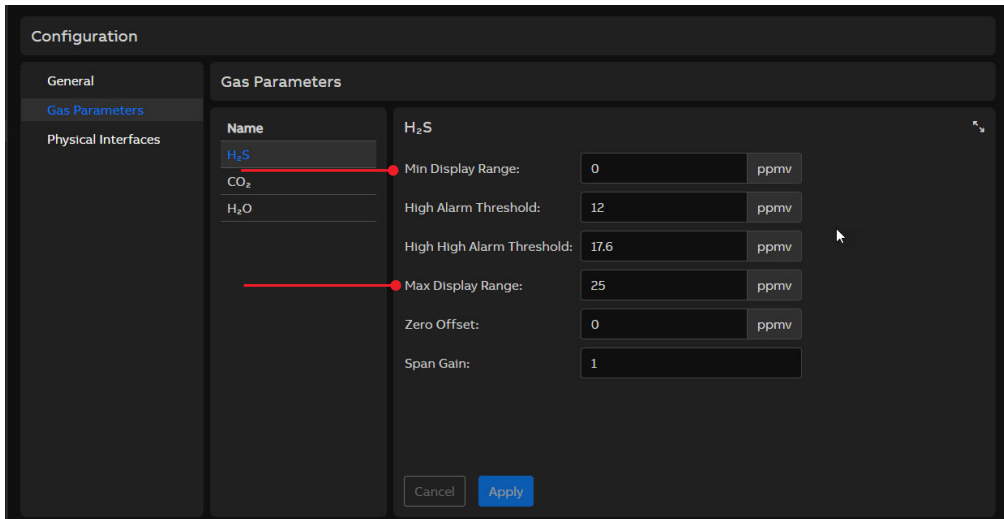 Configuration
General
Gas Parameters
Physical Interfaces
Gas Parameters
Name
H₂S
CO₂
H₂O
H₂S
Min Display Range: 0 ppmv
High Alarm Threshold: 12 ppmv
High High Alarm Threshold: 17.6 ppmv
Max Display Range: 25 ppmv
Zero Offset: 0 ppmv
Span Gain: 1
Cancel Apply